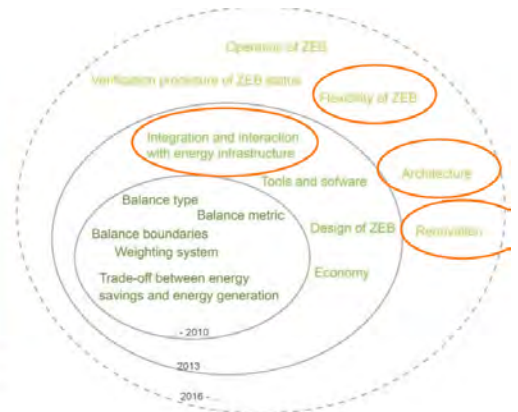 Operation of ZEB
Verification procedure of ZEB status
Flexibility of ZEB
Integration and interaction
with energy infrastructure
Architecture
Tools and sofware
Balance type
Balance metric
Design of ZEB
Renovation
Balance boundaries
Weighting system
Economy
Trade-off between energy
savings and energy generation
- 2010
2013
2016 - ...